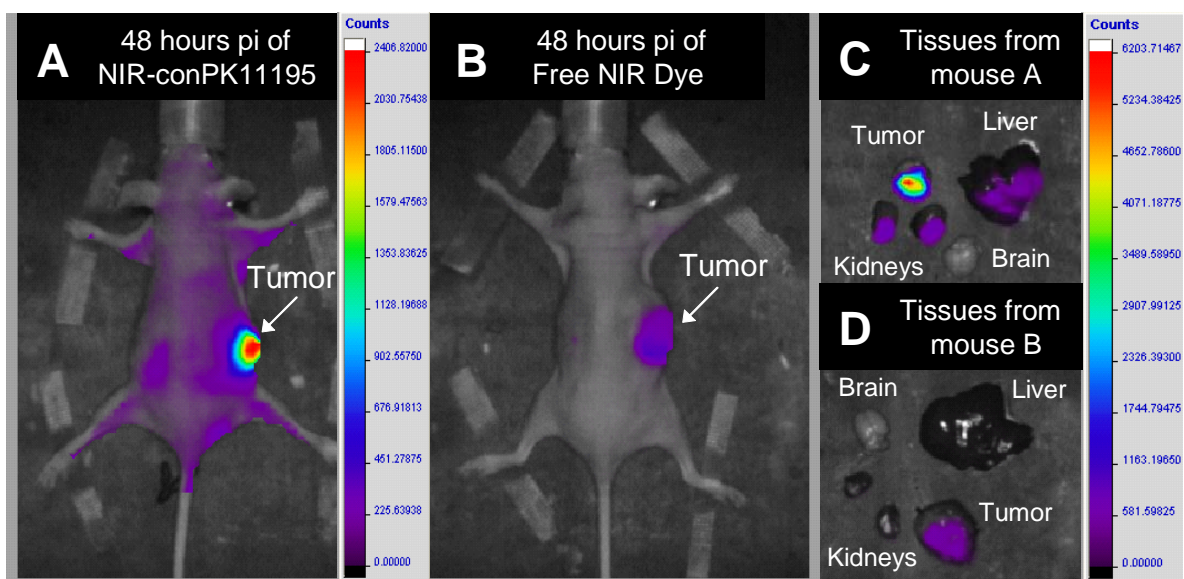 A
48 hours pi of
NIR-conPK11195
Tumor
Counts
2406.82000
2030.75438
1805.11500
1579.47563
1353.83625
1128.19688
902.55750
676.91813
451.27875
225.63938
0.00000
B
48 hours pi of
Free NIR Dye
Tumor
C
Tissues from
mouse A
Tumor
Liver
Kidneys
Brain
D
Tissues from
mouse B
Brain
Liver
Tumor
Kidneys
Counts
6203.71467
5234.38425
4652.78600
4071.18775
3489.58950
2907.99125
2326.39300
1744.79475
1163.19650
581.59825
0.00000